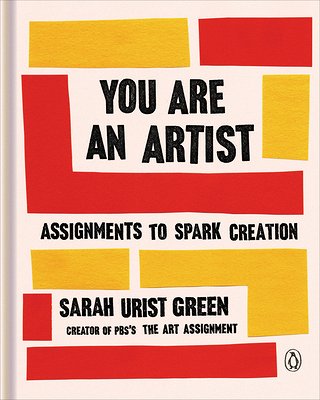 YOU ARE
AN ARTIST
ASSIGNMENTS TO SPARK CREATION
SARAH URIST GREEN
CREATOR OF PBS'S THE ART ASSIGNMENT